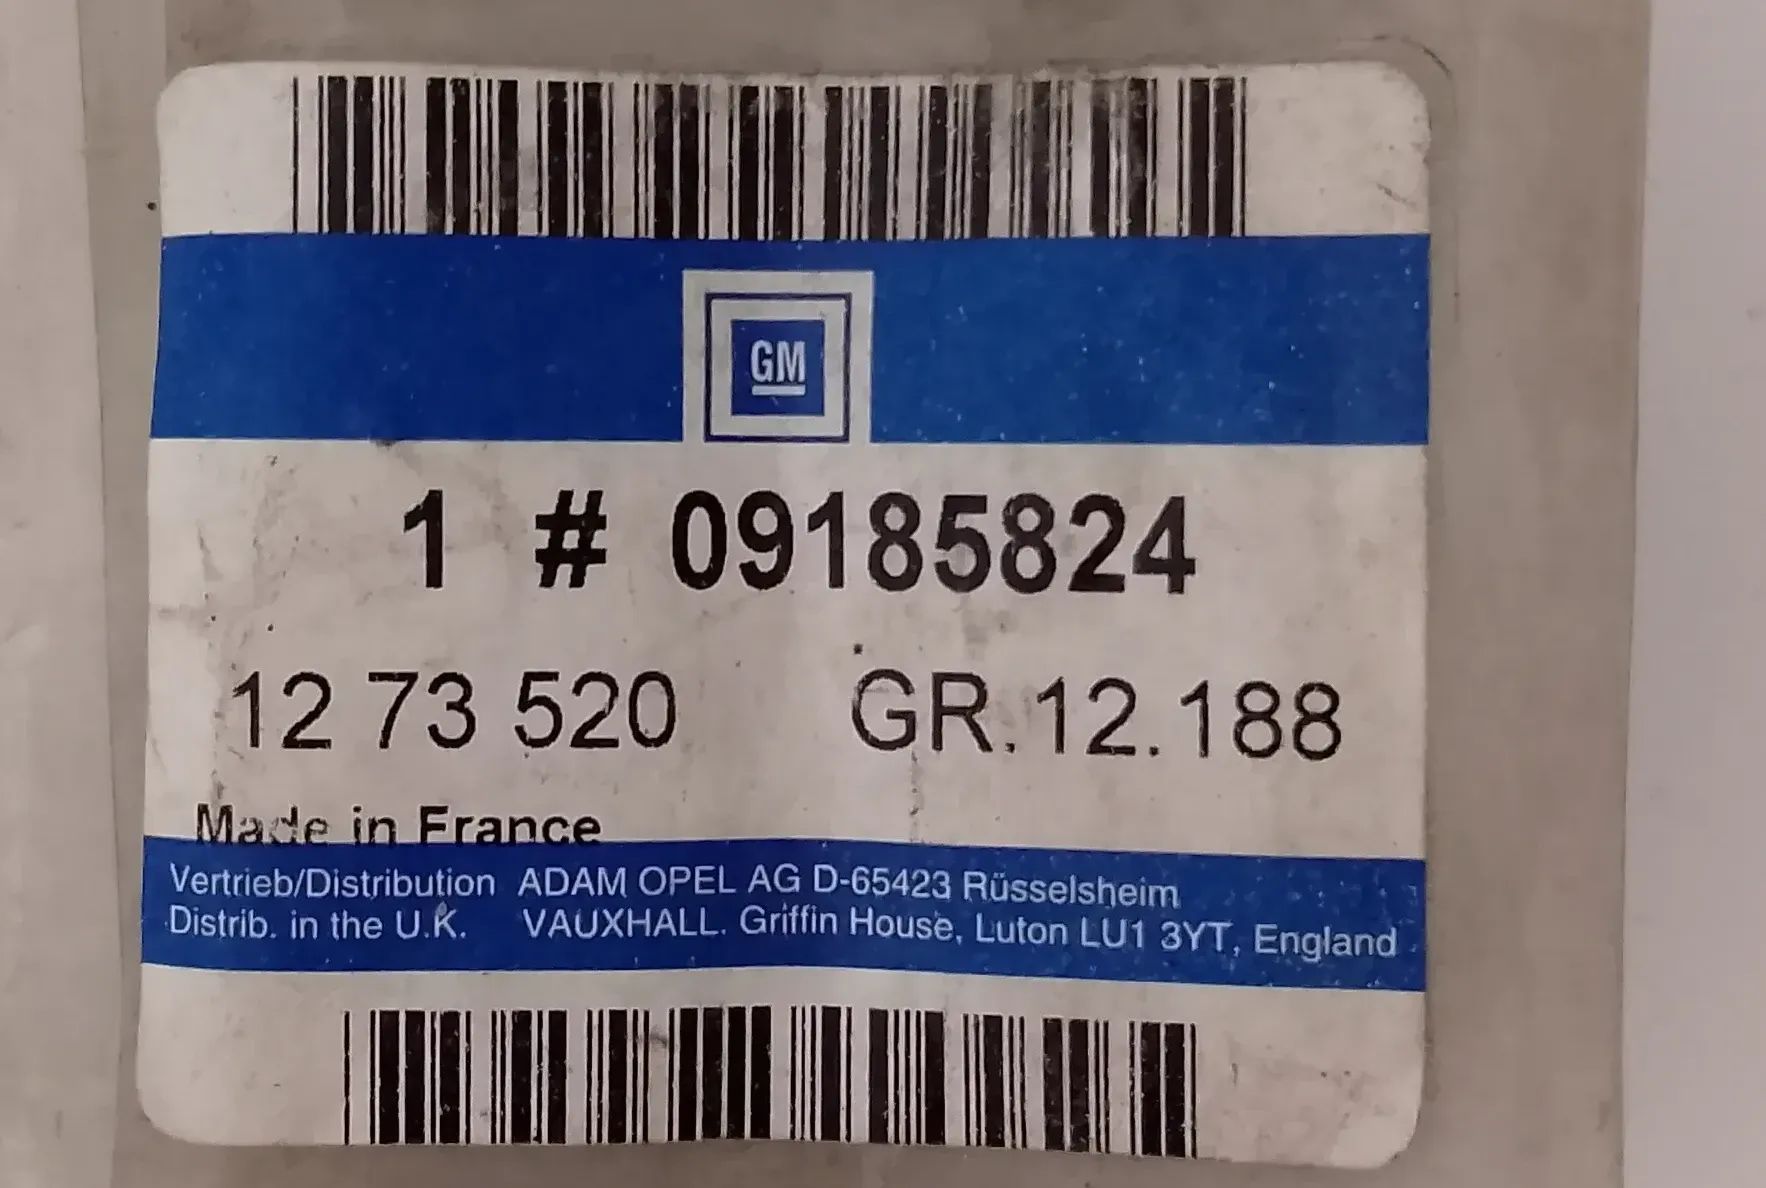 GM
1 # 09185824
12 73 520 GR.12.188
Made in France
Vertrieb/Distribution ADAM OPEL AG D-65423 Rüsselsheim
Distrib. in the U.K. VAUXHALL. Griffin House, Luton LU1 3YT, England